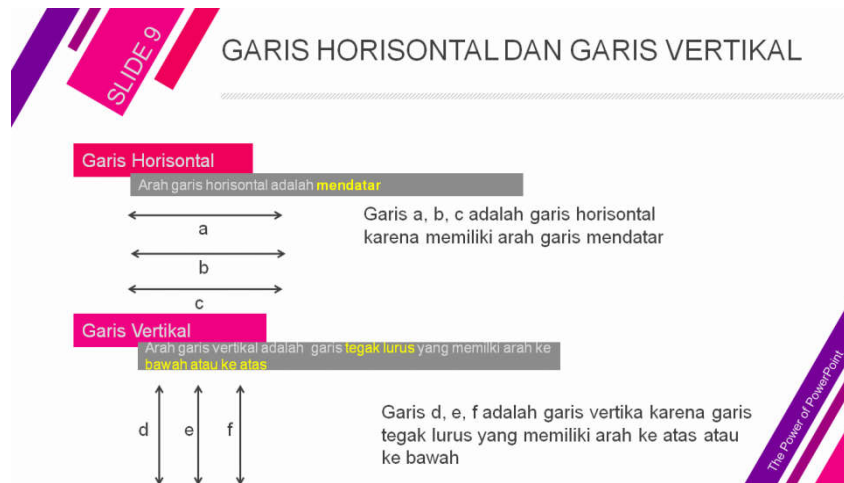 SLIDE 9
GARIS HORISONTAL DAN GARIS VERTIKAL
Garis Horisontal
Arah garis horisontal adalah mendatar
a
b
c
Garis a, b, c adalah garis horisontal
karena memiliki arah garis mendatar
Garis Vertikal
Arah garis vertikal adalah garis tegak lurus yang memilki arah ke
bawah atau ke atas
d e f
Garis d, e, f adalah garis vertika karena garis
tegak lurus yang memiliki arah ke atas atau
ke bawah
The Power of PowerPoint